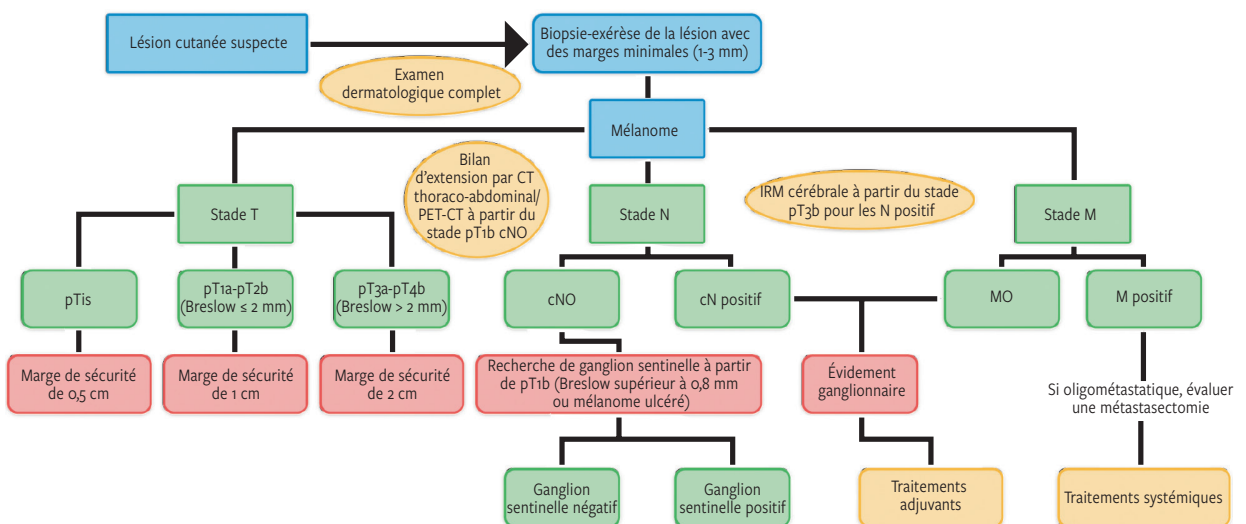 Lésion cutanée suspecte
Biopsie-exérèse de la lésion avec
des marges minimales (1-3 mm)
Examen
dermatologique complet
Mélanome
Bilan
d'extension par CT
thoraco-abdominal/
PET-CT à partir du
stade pT1b cNO
IRM cérébrale à partir du stade
pT3b pour les N positif
Stade T
Stade N
Stade M
pTis
pT1a-pT2b
(Breslow ≤ 2 mm)
pT3a-pT4b
(Breslow > 2 mm)
cNO
cN positif
MO
M positif
Marge de sécurité
de 0,5 cm
Marge de sécurité
de 1 cm
Marge de sécurité
de 2 cm
Recherche de ganglion sentinelle à partir
de pT1b (Breslow supérieur à 0,8 mm
ou mélanome ulcéré)
Évidement
ganglionnaire
Si oligométastatique, évaluer
une métastasectomie
Ganglion
sentinelle négatif
Ganglion
sentinelle positif
Traitements
adjuvants
Traitements systémiques